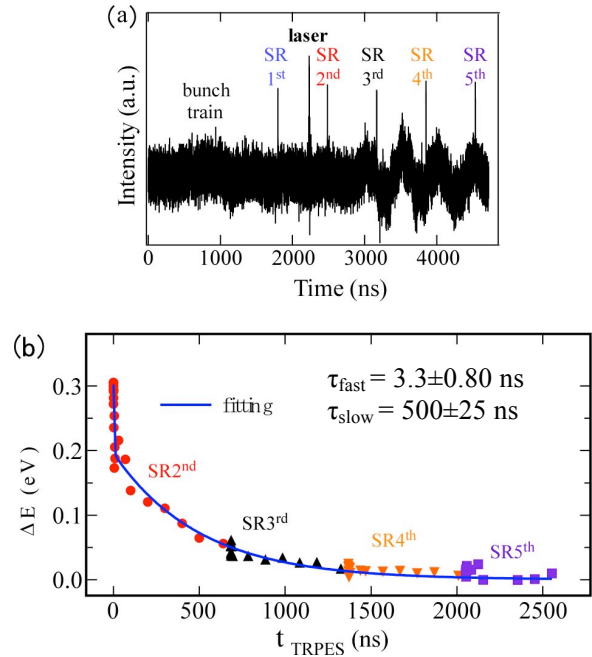 (a)
laser
SR SR SR SR SR
1st 2nd 3rd 4th 5th
bunch
train
Intensity (a.u.)
0 1000 2000 3000 4000
Time (ns)
(b)
τfast = 3.3±0.80 ns
τslow = 500±25 ns
fitting
SR2nd
SR3rd
SR4th
SR5th
ΔE (eV)
0.3
0.2
0.1
0.0
0 500 1000 1500 2000 2500
t TRPES (ns)